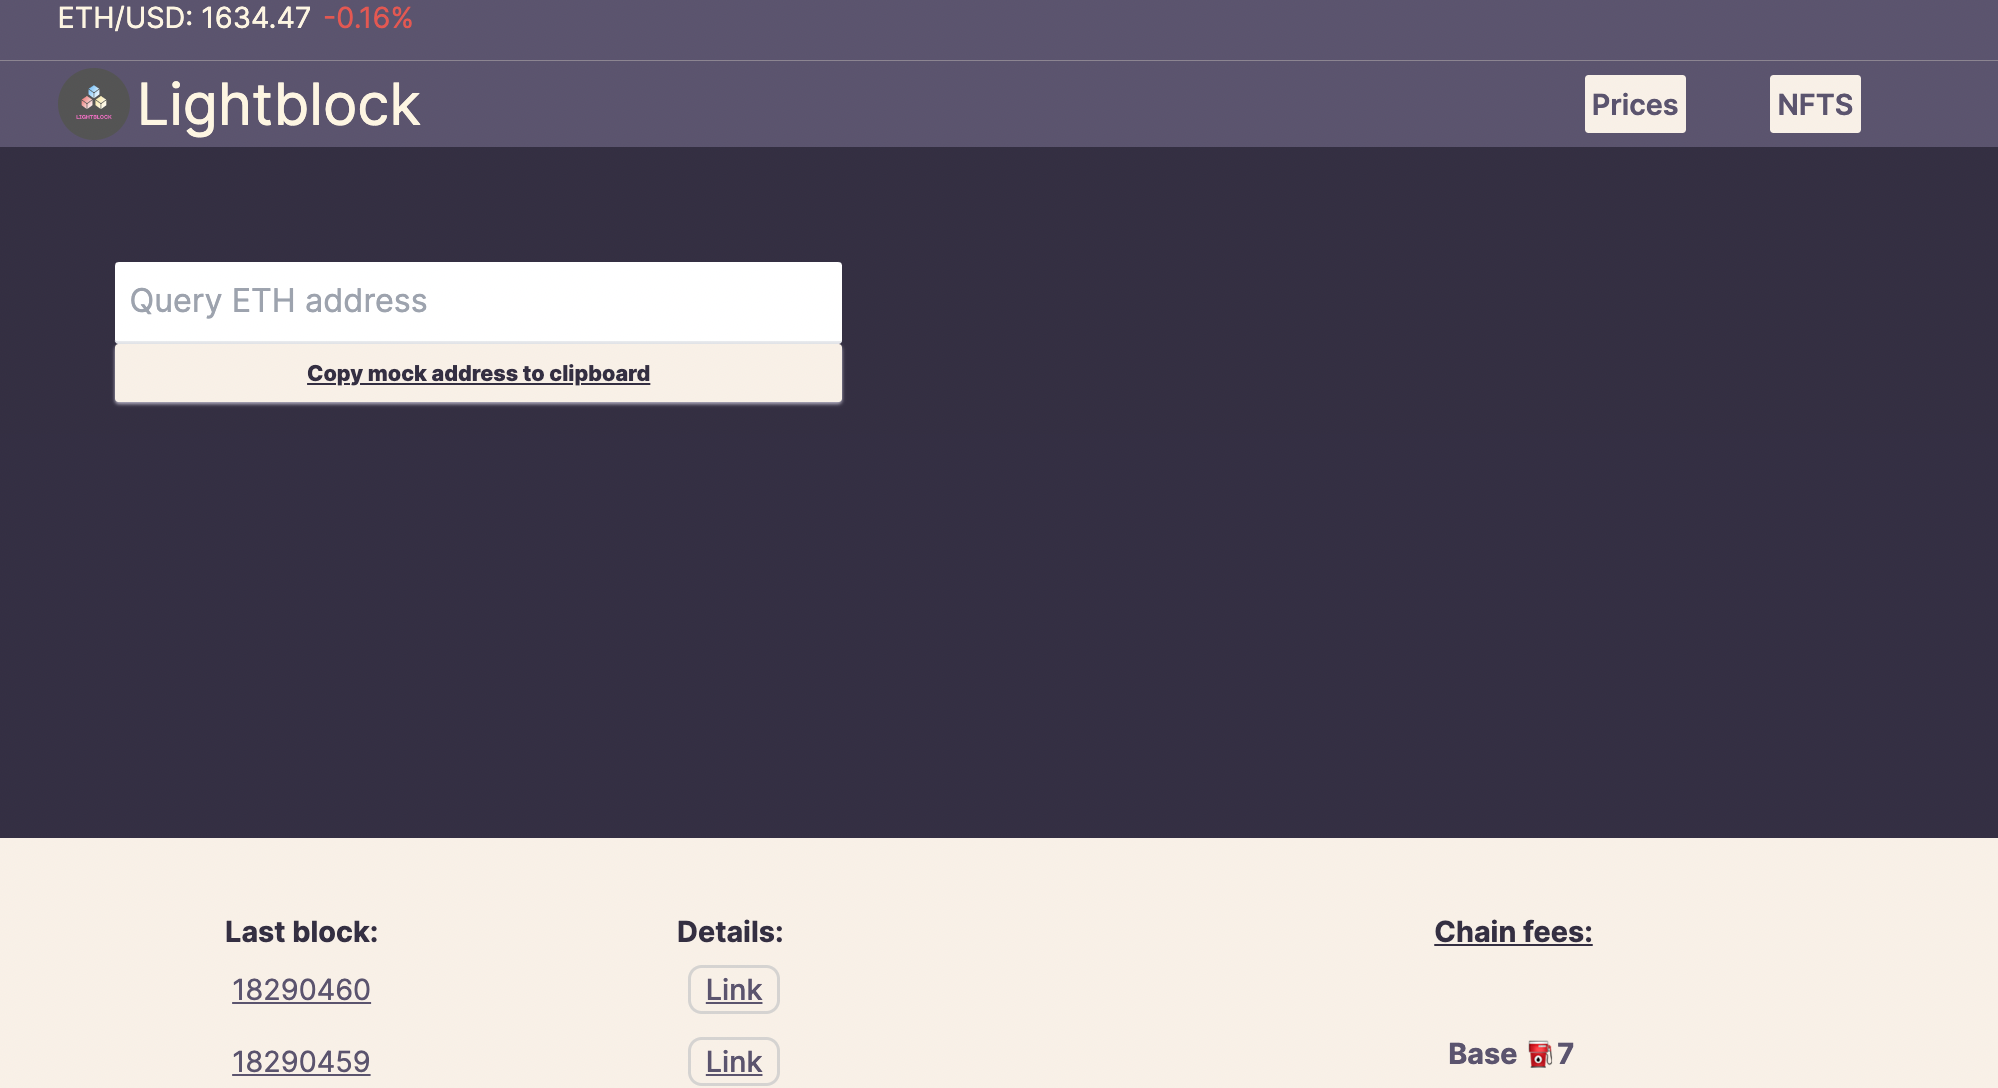 ETH/USD: 1634.47 -0.16%
LIGHTBLOCK
Lightblock
Prices
NFTS
Query ETH address
Copy mock address to clipboard
Last block:
Details:
Chain fees:
18290460
Link
18290459
Link
Base ⛽7